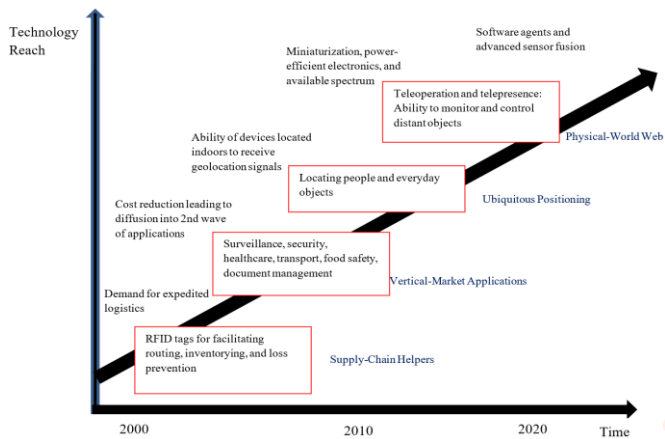 Technology
Reach
Software agents and
advanced sensor fusion
Miniaturization, power-
efficient electronics, and
available spectrum
Teleoperation and telepresence:
Ability to monitor and control
distant objects
Physical-World Web
Ability of devices located
indoors to receive
geolocation signals
Locating people and everyday
objects
Ubiquitous Positioning
Cost reduction leading to
diffusion into 2nd wave
of applications
Surveillance, security,
healthcare, transport, food safety,
document management
Vertical-Market Applications
Demand for expedited
logistics
RFID tags for facilitating
routing, inventorying, and loss
prevention
Supply-Chain Helpers
2000
2010
2020
Time